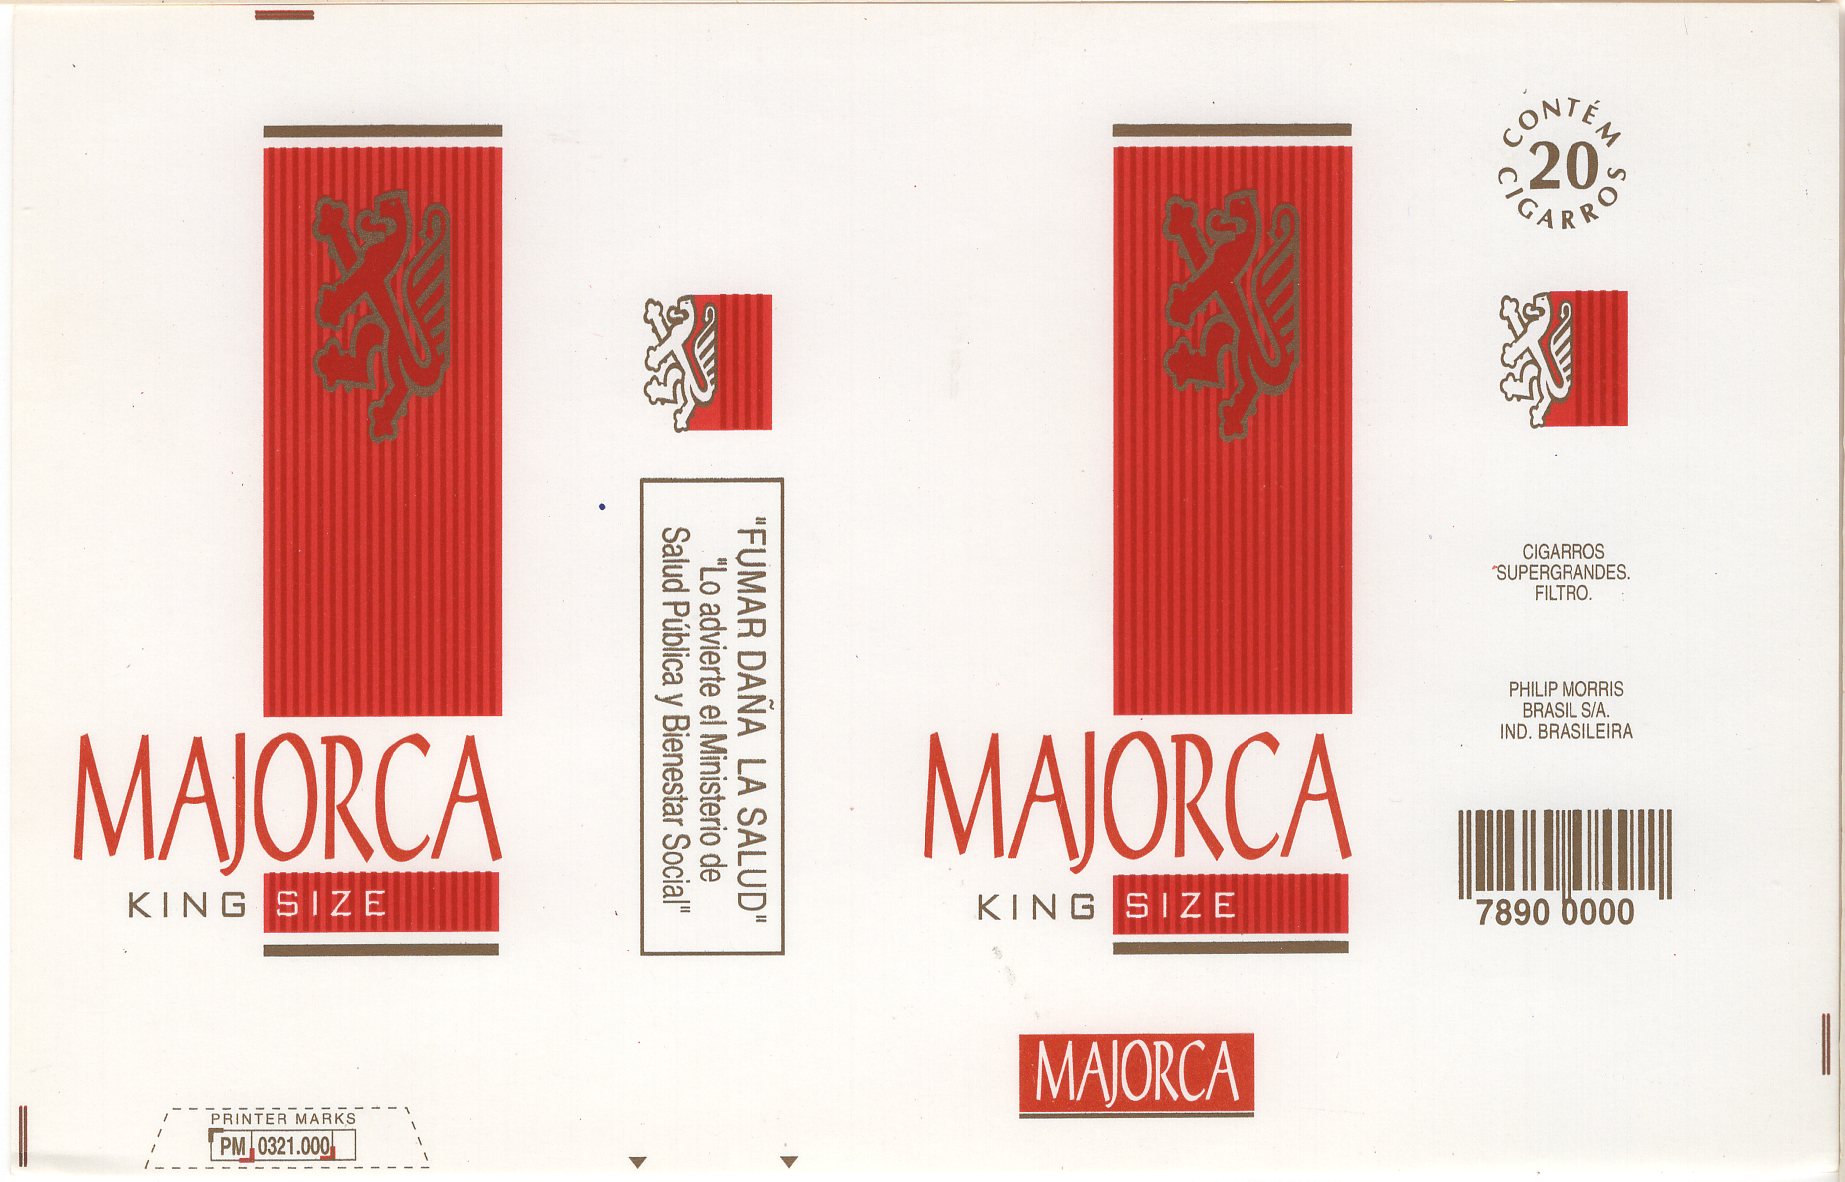 MAJORCA
KING SIZE
PRINTER MARKS
PM 0321.000
"FUMAR DAÑA LA SALUD"
"Lo advierte el Ministerio de
Salud Pública y Bienestar Social"
MAJORCA
KING SIZE
MAJORCA
CONTÉM
20
CIGARROS
CIGARROS
SUPERGRANDES.
FILTRO.
PHILIP MORRIS
BRASIL S/A.
IND. BRASILEIRA
7890 0000